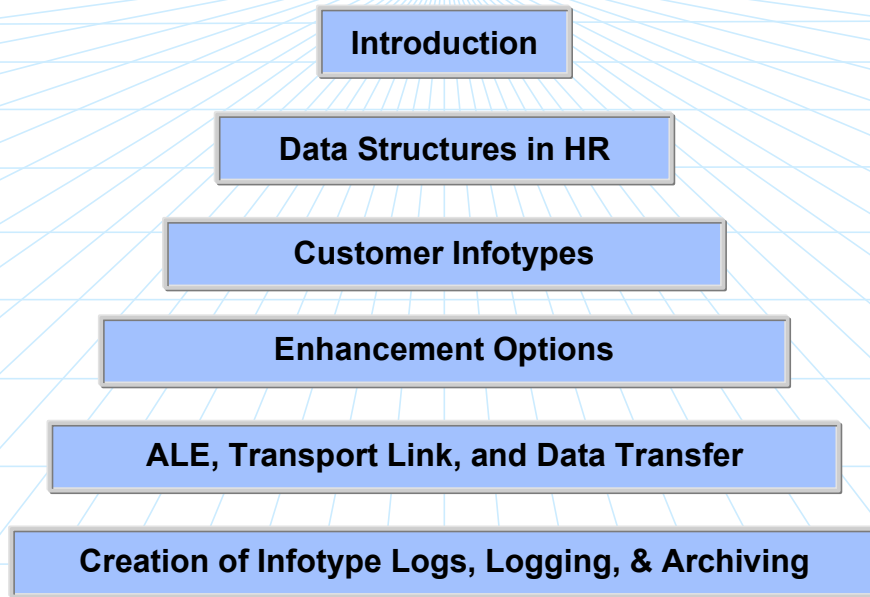 Introduction
Data Structures in HR
Customer Infotypes
Enhancement Options
ALE, Transport Link, and Data Transfer
Creation of Infotype Logs, Logging, & Archiving